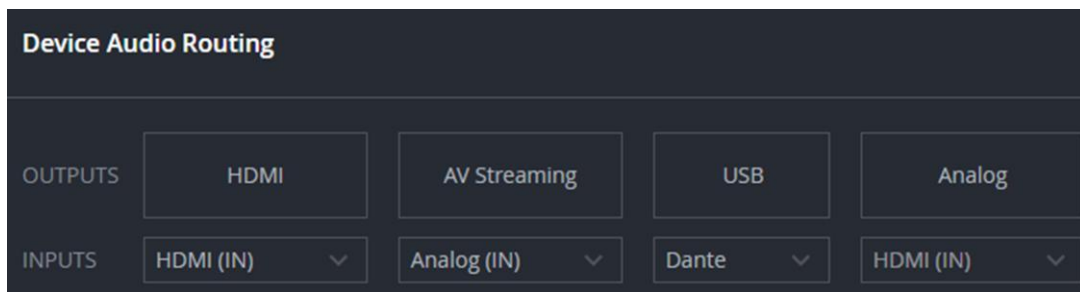 Device Audio Routing
OUTPUTS HDMI AV Streaming USB Analog
INPUTS HDMI (IN) Analog (IN) Dante HDMI (IN)